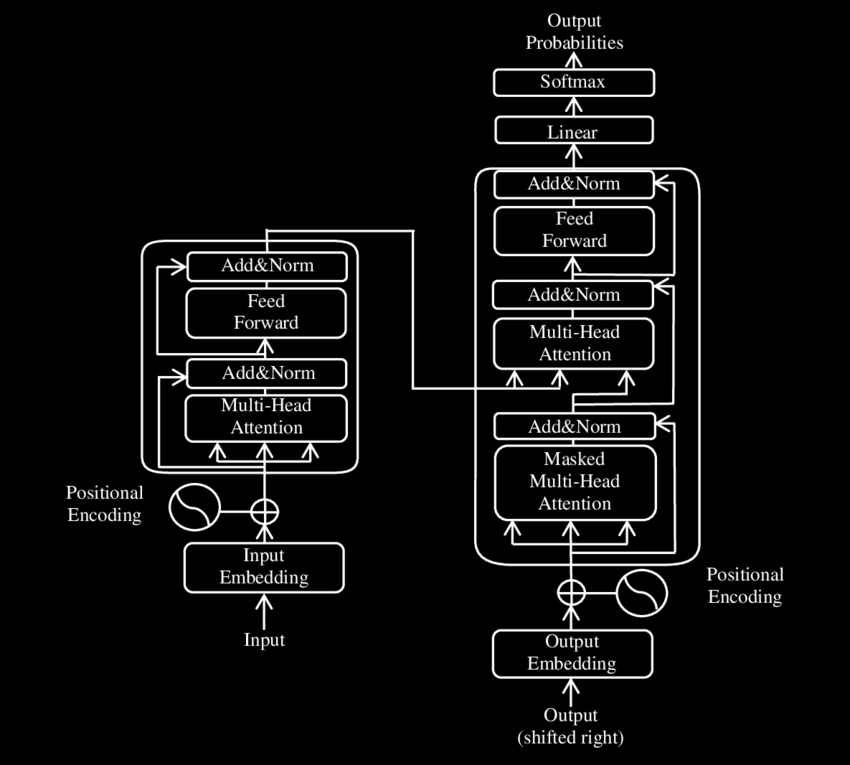 Output
Probabilities
Softmax
Linear
Add&Norm
Feed
Forward
Add&Norm
Multi-Head
Attention
Add&Norm
Masked
Multi-Head
Attention
Positional
Encoding
Output
Embedding
Output
(shifted right)
Add&Norm
Feed
Forward
Add&Norm
Multi-Head
Attention
Positional
Encoding
Input
Embedding
Input